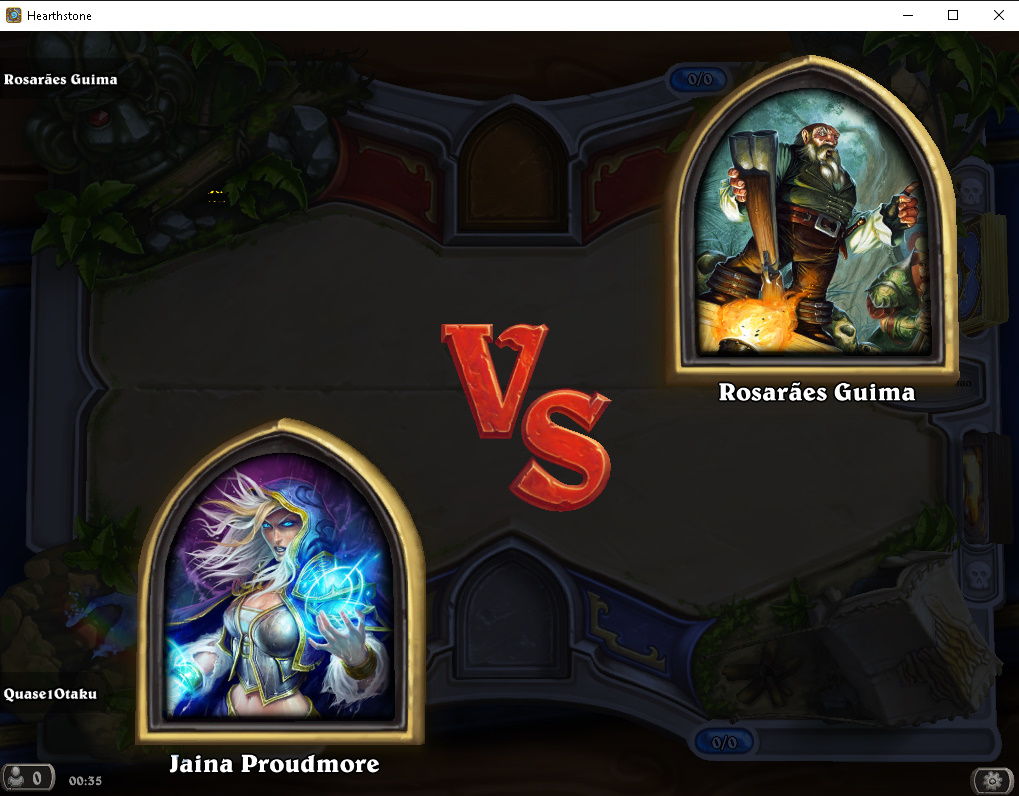 Hearthstone
Rosarães Guima
0/0
VS
Rosarães Guima
Quase1Otaku
0/0
Jaina Proudmore
0
00:35